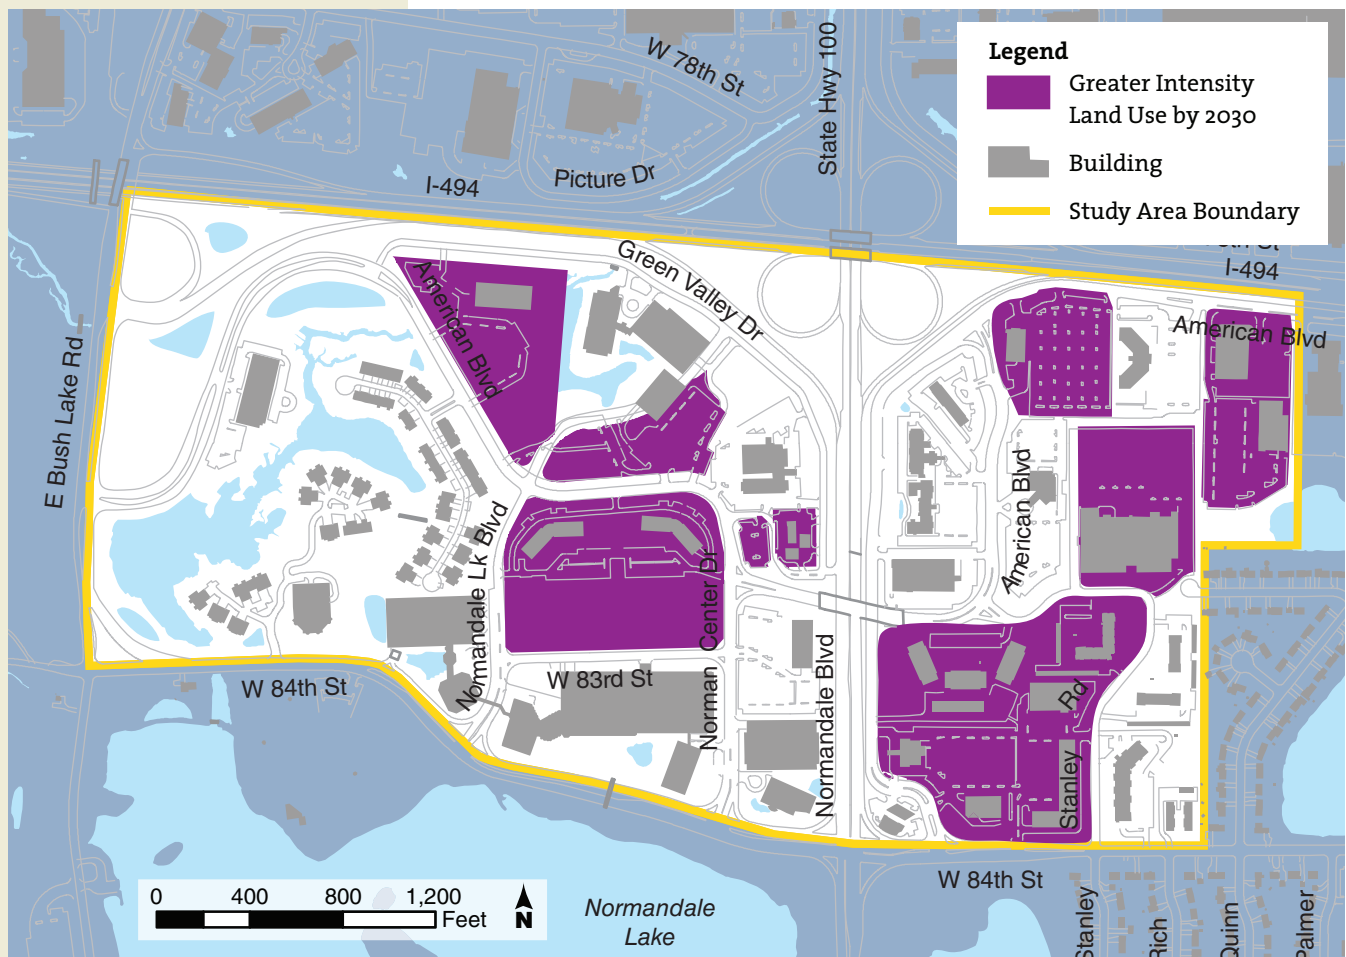 W 78th St
State Hwy 100
Legend
Greater Intensity
Land Use by 2030
Building
Study Area Boundary
Picture Dr
I-494
I-494
Green Valley Dr
American Blvd
American Blvd
E Bush Lake Rd
American Blvd
Normandale Lk Blvd
Norman Center Dr
W 83rd St
Normandale Blvd
Stanley Rd
W 84th St
W 84th St
0 400 800 1,200
Feet
N
Normandale
Lake
Stanley
Rich
Quinn
Palmer